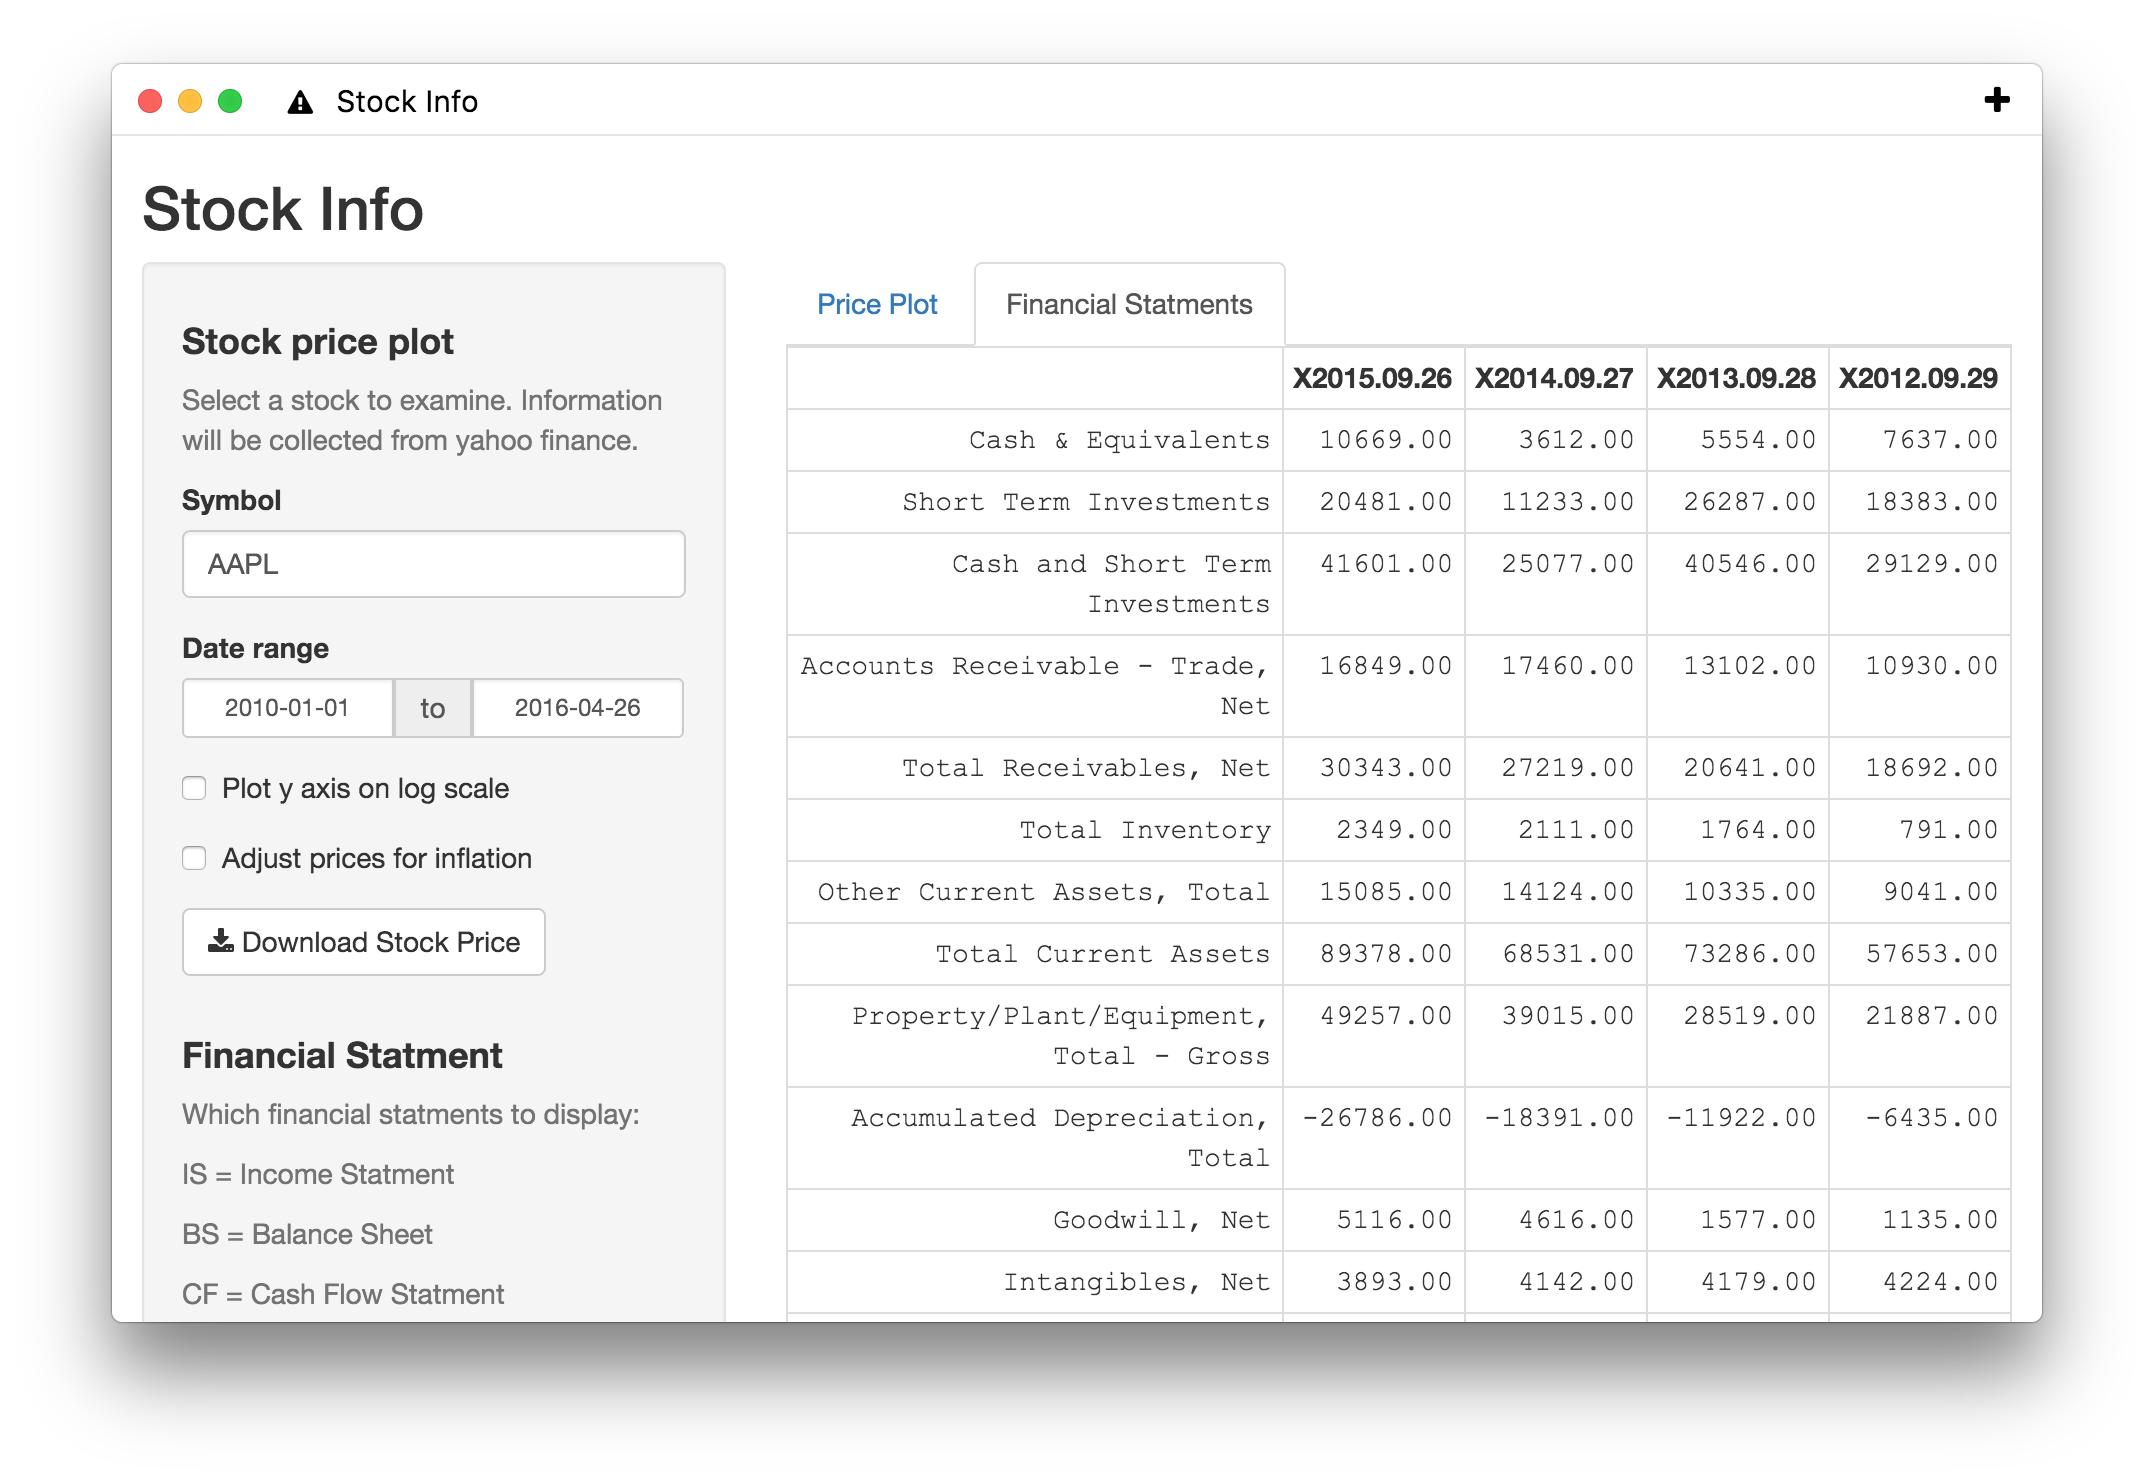 Stock Info
Stock Info
Stock price plot
Select a stock to examine. Information
will be collected from yahoo finance.
Symbol
AAPL
Date range
2010-01-01 to 2016-04-26
Plot y axis on log scale
Adjust prices for inflation
Download Stock Price
Financial Statment
Which financial statments to display:
IS = Income Statment
BS = Balance Sheet
CF = Cash Flow Statment
Price Plot Financial Statments
X2015.09.26 X2014.09.27 X2013.09.28 X2012.09.29
Cash & Equivalents 10669.00 3612.00 5554.00 7637.00
Short Term Investments 20481.00 11233.00 26287.00 18383.00
Cash and Short Term 41601.00 25077.00 40546.00 29129.00
Investments
Accounts Receivable - Trade, 16849.00 17460.00 13102.00 10930.00
Net
Total Receivables, Net 30343.00 27219.00 20641.00 18692.00
Total Inventory 2349.00 2111.00 1764.00 791.00
Other Current Assets, Total 15085.00 14124.00 10335.00 9041.00
Total Current Assets 89378.00 68531.00 73286.00 57653.00
Property/Plant/Equipment, 49257.00 39015.00 28519.00 21887.00
Total - Gross
Accumulated Depreciation, -26786.00 -18391.00 -11922.00 -6435.00
Total
Goodwill, Net 5116.00 4616.00 1577.00 1135.00
Intangibles, Net 3893.00 4142.00 4179.00 4224.00